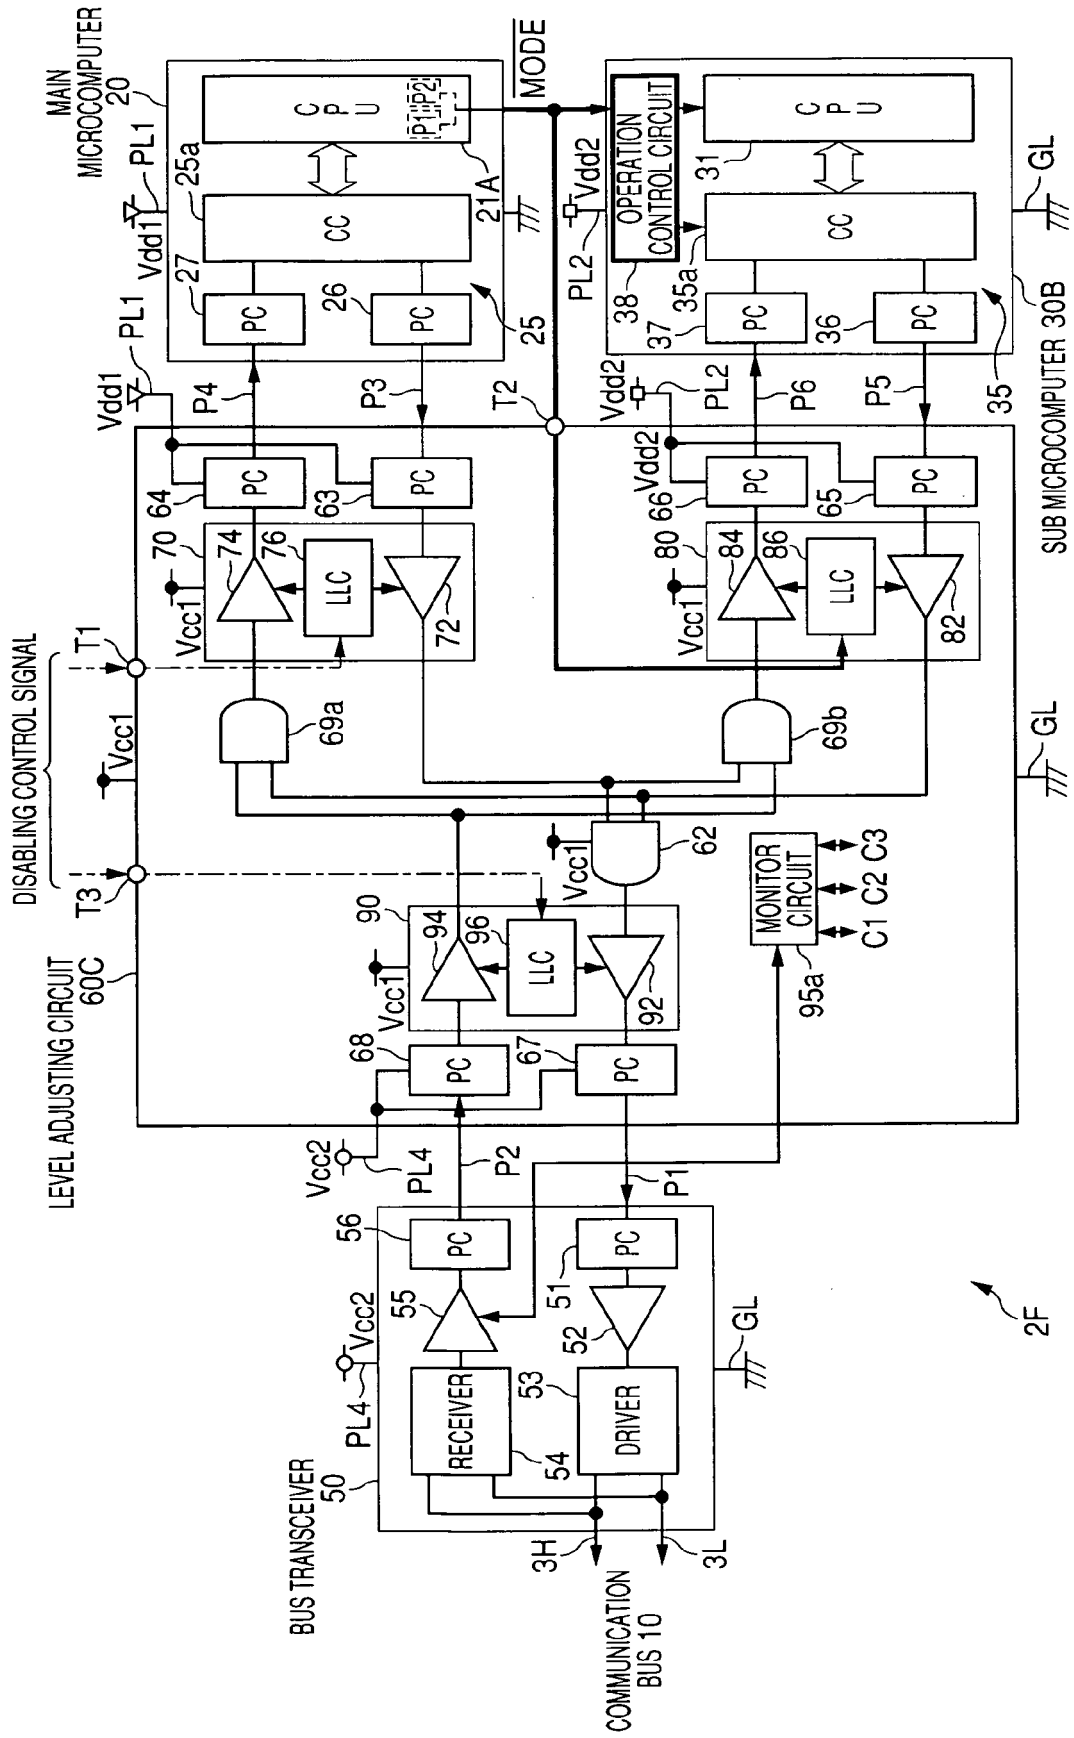 DISABLING CONTROL SIGNAL
LEVEL ADJUSTING CIRCUIT
60C
T3
Vcc1
T1
MAIN
MICROCOMPUTER
20
Vdd1
PL1
Vdd1
PL1
BUS TRANSCEIVER
50
PL4
Vcc2
Vcc2
PL4
RECEIVER
54
55
56
PC
P2
68
PC
90
Vcc1
94
96
LLC
92
67
PC
P1
51
PC
52
53
DRIVER
GL
3H
3L
COMMUNICATION
BUS 10
69a
70
Vcc1
74
76
LLC
72
64
PC
63
PC
P4
P3
27
PC
26
PC
25
25a
CC
CPU
P1
P2
21A
MODE
T2
62
Vcc1
69b
80
Vcc1
84
86
LLC
82
66
PC
65
PC
Vdd2
Vdd2
PL2
P6
P5
PL2
Vdd2
38
OPERATION
CONTROL CIRCUIT
37
PC
36
PC
35
35a
CC
31
CPU
GL
SUB MICROCOMPUTER 30B
MONITOR
CIRCUIT
95a
C1 C2 C3
GL
2F